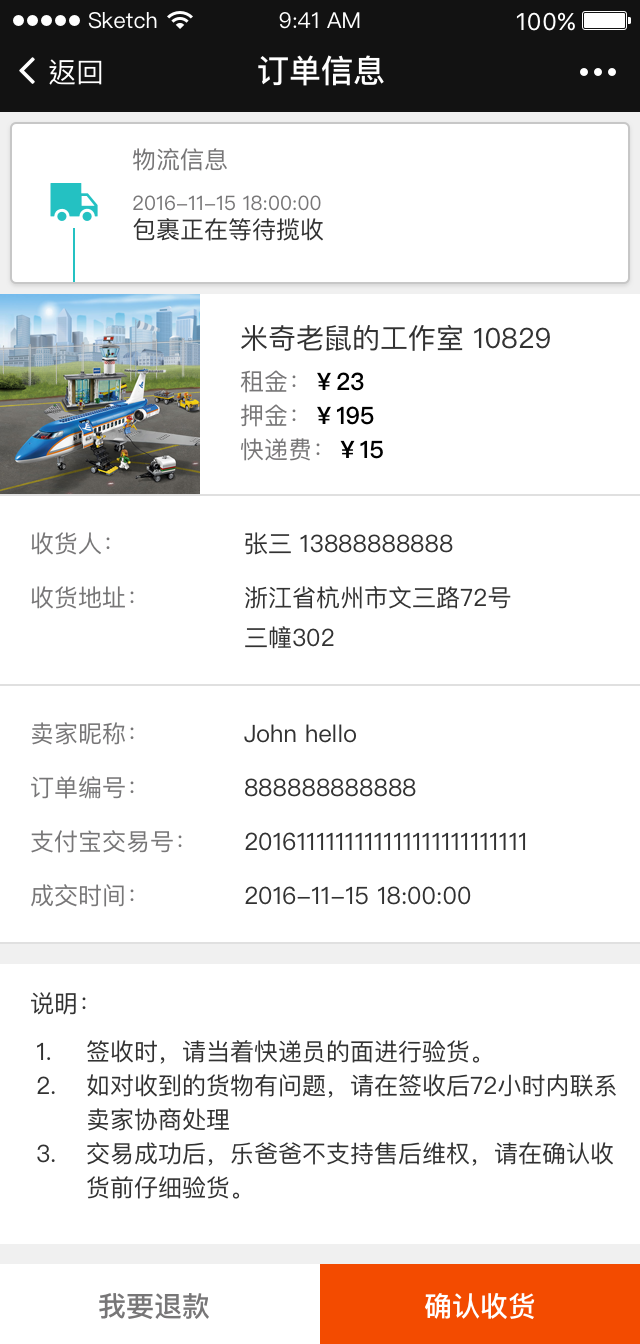 Sketch 9:41 AM 100%
返回 订单信息
物流信息
2016-11-15 18:00:00
包裹正在等待揽收
米奇老鼠的工作室 10829
租金：￥23
押金：￥195
快递费：￥15
收货人： 张三 13888888888
收货地址： 浙江省杭州市文三路72号
三幢302
卖家昵称： John hello
订单编号： 888888888888
支付宝交易号： 2016111111111111111111111111
成交时间： 2016-11-15 18:00:00
说明：
1. 签收时，请当着快递员的面进行验货。
2. 如对收到的货物有问题，请在签收后72小时内联系
卖家协商处理
3. 交易成功后，乐爸爸不支持售后维权，请在确认收
货前仔细验货。
我要退款 确认收货